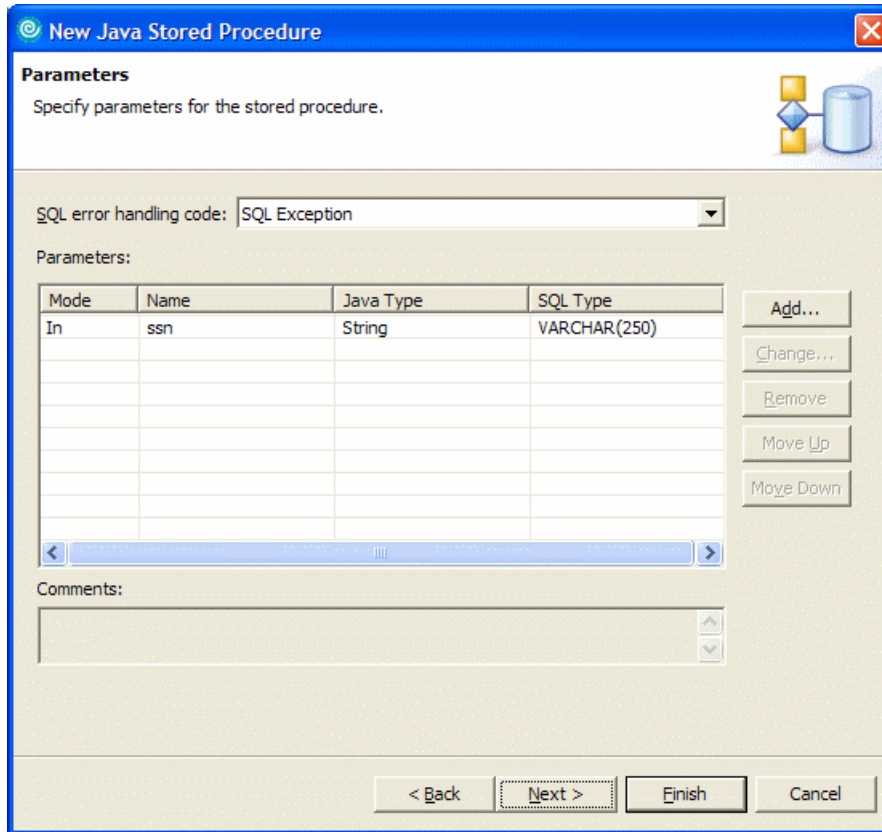 New Java Stored Procedure
Parameters
Specify parameters for the stored procedure.
SQL error handling code: SQL Exception
Parameters:
Mode Name Java Type SQL Type
In ssn String VARCHAR(250)
Add...
Change...
Remove
Move Up
Move Down
Comments:
< Back Next > Finish Cancel